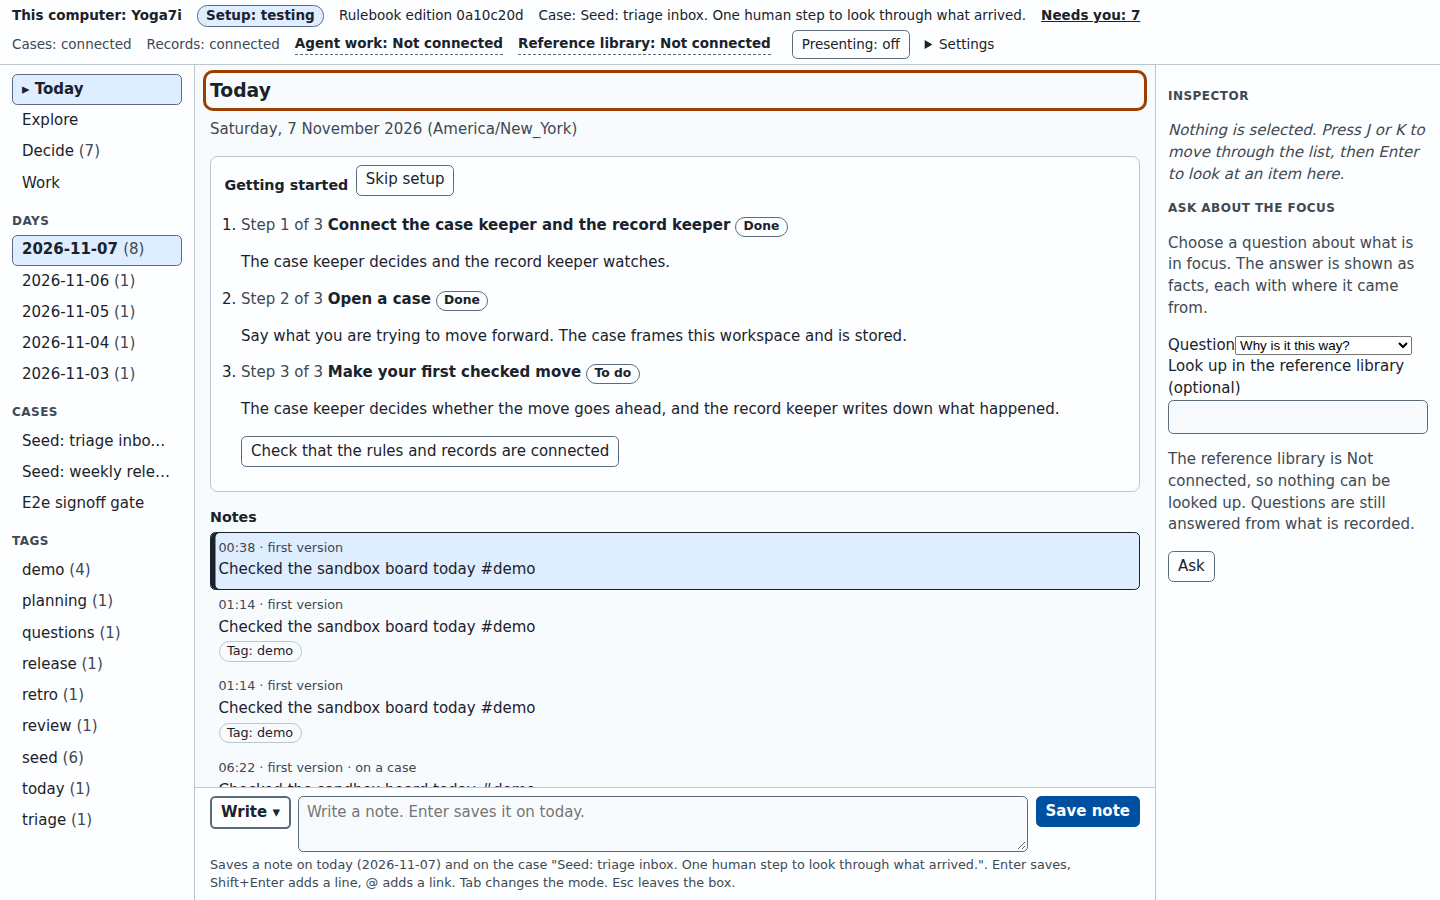 This computer: Yoga7i Setup: testing Rulebook edition 0a10c20d Case: Seed: triage inbox. One human step to look through what arrived. Needs you: 7
Cases: connected Records: connected Agent work: Not connected Reference library: Not connected Presenting: off ▸ Settings
▸ Today
Explore
Decide (7)
Work
DAYS
2026-11-07 (8)
2026-11-06 (1)
2026-11-05 (1)
2026-11-04 (1)
2026-11-03 (1)
CASES
Seed: triage inbo...
Seed: weekly rele...
E2e signoff gate
TAGS
demo (4)
planning (1)
questions (1)
release (1)
retro (1)
review (1)
seed (6)
today (1)
triage (1)
Today
Saturday, 7 November 2026 (America/New_York)
Getting started Skip setup
1. Step 1 of 3 Connect the case keeper and the record keeper Done
The case keeper decides and the record keeper watches.
2. Step 2 of 3 Open a case Done
Say what you are trying to move forward. The case frames this workspace and is stored.
3. Step 3 of 3 Make your first checked move To do
The case keeper decides whether the move goes ahead, and the record keeper writes down what happened.
Check that the rules and records are connected
Notes
00:38 · first version
Checked the sandbox board today #demo
01:14 · first version
Checked the sandbox board today #demo
Tag: demo
01:14 · first version
Checked the sandbox board today #demo
Tag: demo
06:22 · first version · on a case
Checked the sandbox board today #demo
Write ▾ Write a note. Enter saves it on today. Save note
Saves a note on today (2026-11-07) and on the case "Seed: triage inbox. One human step to look through what arrived.". Enter saves,
Shift+Enter adds a line, @ adds a link. Tab changes the mode. Esc leaves the box.
INSPECTOR
Nothing is selected. Press J or K to
move through the list, then Enter
to look at an item here.
ASK ABOUT THE FOCUS
Choose a question about what is
in focus. The answer is shown as
facts, each with where it came
from.
Question Why is it this way?
Look up in the reference library
(optional)
The reference library is Not
connected, so nothing can be
looked up. Questions are still
answered from what is recorded.
Ask